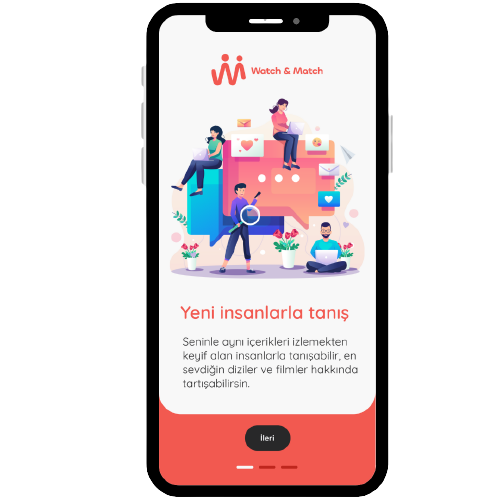 Watch & Match
Yeni insanlarla tanış
Seninle aynı içerikleri izlemekten
keyif alan insanlarla tanışabilir, en
sevdiğin diziler ve filmler hakkında
tartışabilirsin.
İleri